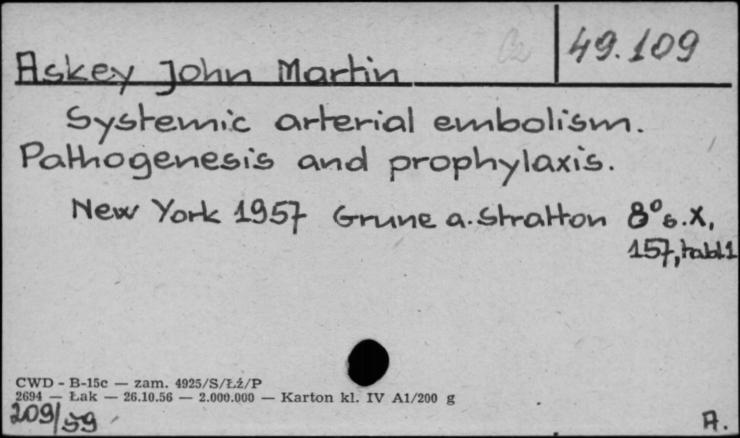 49.109
Askey John Martin
Systemic arterial embolism.
Pathogenesis and prophylaxis.
New York 1957 Grune a. Stratton 8° s. X,
157, tabl. 1
CWD - B-15c — zam. 4925/S/Łź/P
2694 — Łak — 26.10.56 — 2.000.000 — Karton kl. IV A1/200 g
209/59
A.